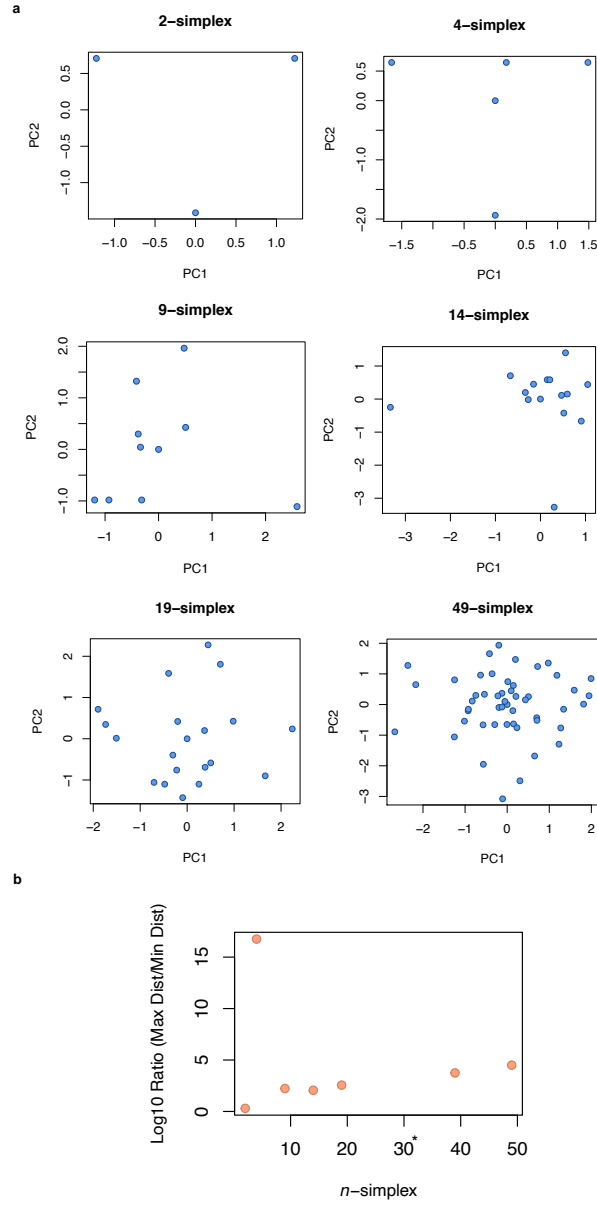 a
2−simplex
4−simplex
PC2
0.5
0.0
−0.5
−1.0
−1.0 −0.5 0.0 0.5 1.0
PC1
PC2
0.5
0.0
−1.0
−2.0
−1.5 −0.5 0.5 1.0 1.5
PC1
9−simplex
14−simplex
PC2
2.0
1.0
0.0
−1.0
−1 0 1 2
PC1
PC2
1
0
−1
−2
−3
−3 −2 −1 0 1
PC1
19−simplex
49−simplex
PC2
2
1
0
−1
−2 −1 0 1 2
PC1
PC2
2
1
0
−1
−2
−3
−2 −1 0 1 2
PC1
b
Log10 Ratio (Max Dist/Min Dist)
15
10
5
0
10 20 30* 40 50
n−simplex